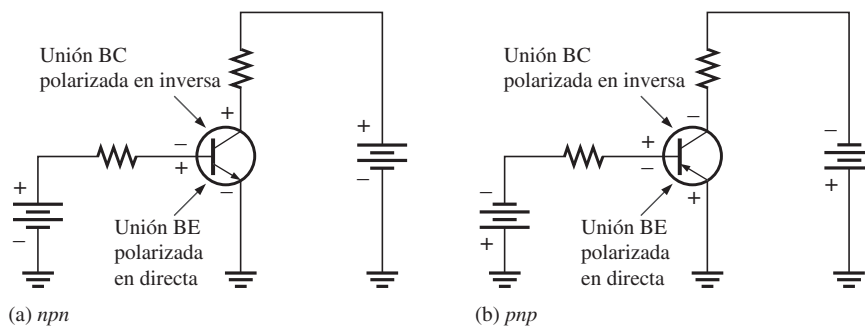 Unión BC
polarizada en inversa
+
−
+
−
+
−
+
−
Unión BE
polarizada
en directa
(a) npn
Unión BC
polarizada en inversa
−
+
−
+
−
+
−
+
Unión BE
polarizada
en directa
(b) pnp